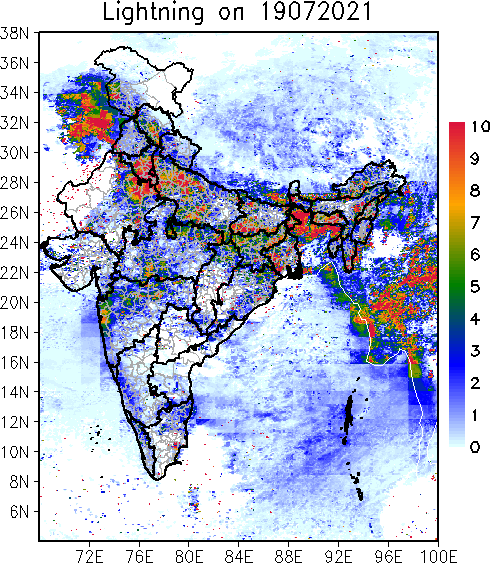 Lightning on 19072021
38N
36N
34N
32N
30N
28N
26N
24N
22N
20N
18N
16N
14N
12N
10N
8N
6N
72E 76E 80E 84E 88E 92E 96E 100E
10
9
8
7
6
5
4
3
2
1
0